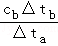 c_b △ t_b
△ t_a